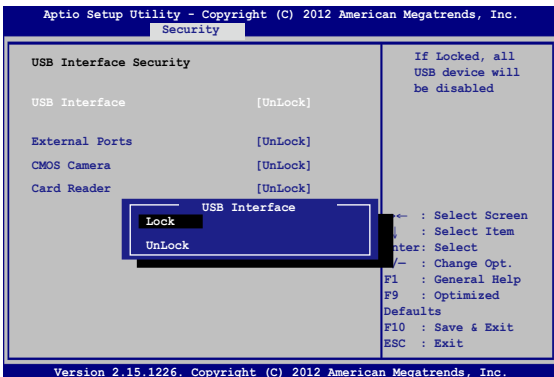 Aptio Setup Utility - Copyright (C) 2012 American Megatrends, Inc.
Security
USB Interface Security
USB Interface [UnLock]
External Ports [UnLock]
CMOS Camera [UnLock]
Card Reader [UnLock]
USB Interface
Lock
UnLock
If Locked, all
USB device will
be disabled
← : Select Screen
↓ : Select Item
nter: Select
/— : Change Opt.
F1 : General Help
F9 : Optimized
Defaults
F10 : Save & Exit
ESC : Exit
Version 2.15.1226. Copyright (C) 2012 American Megatrends, Inc.